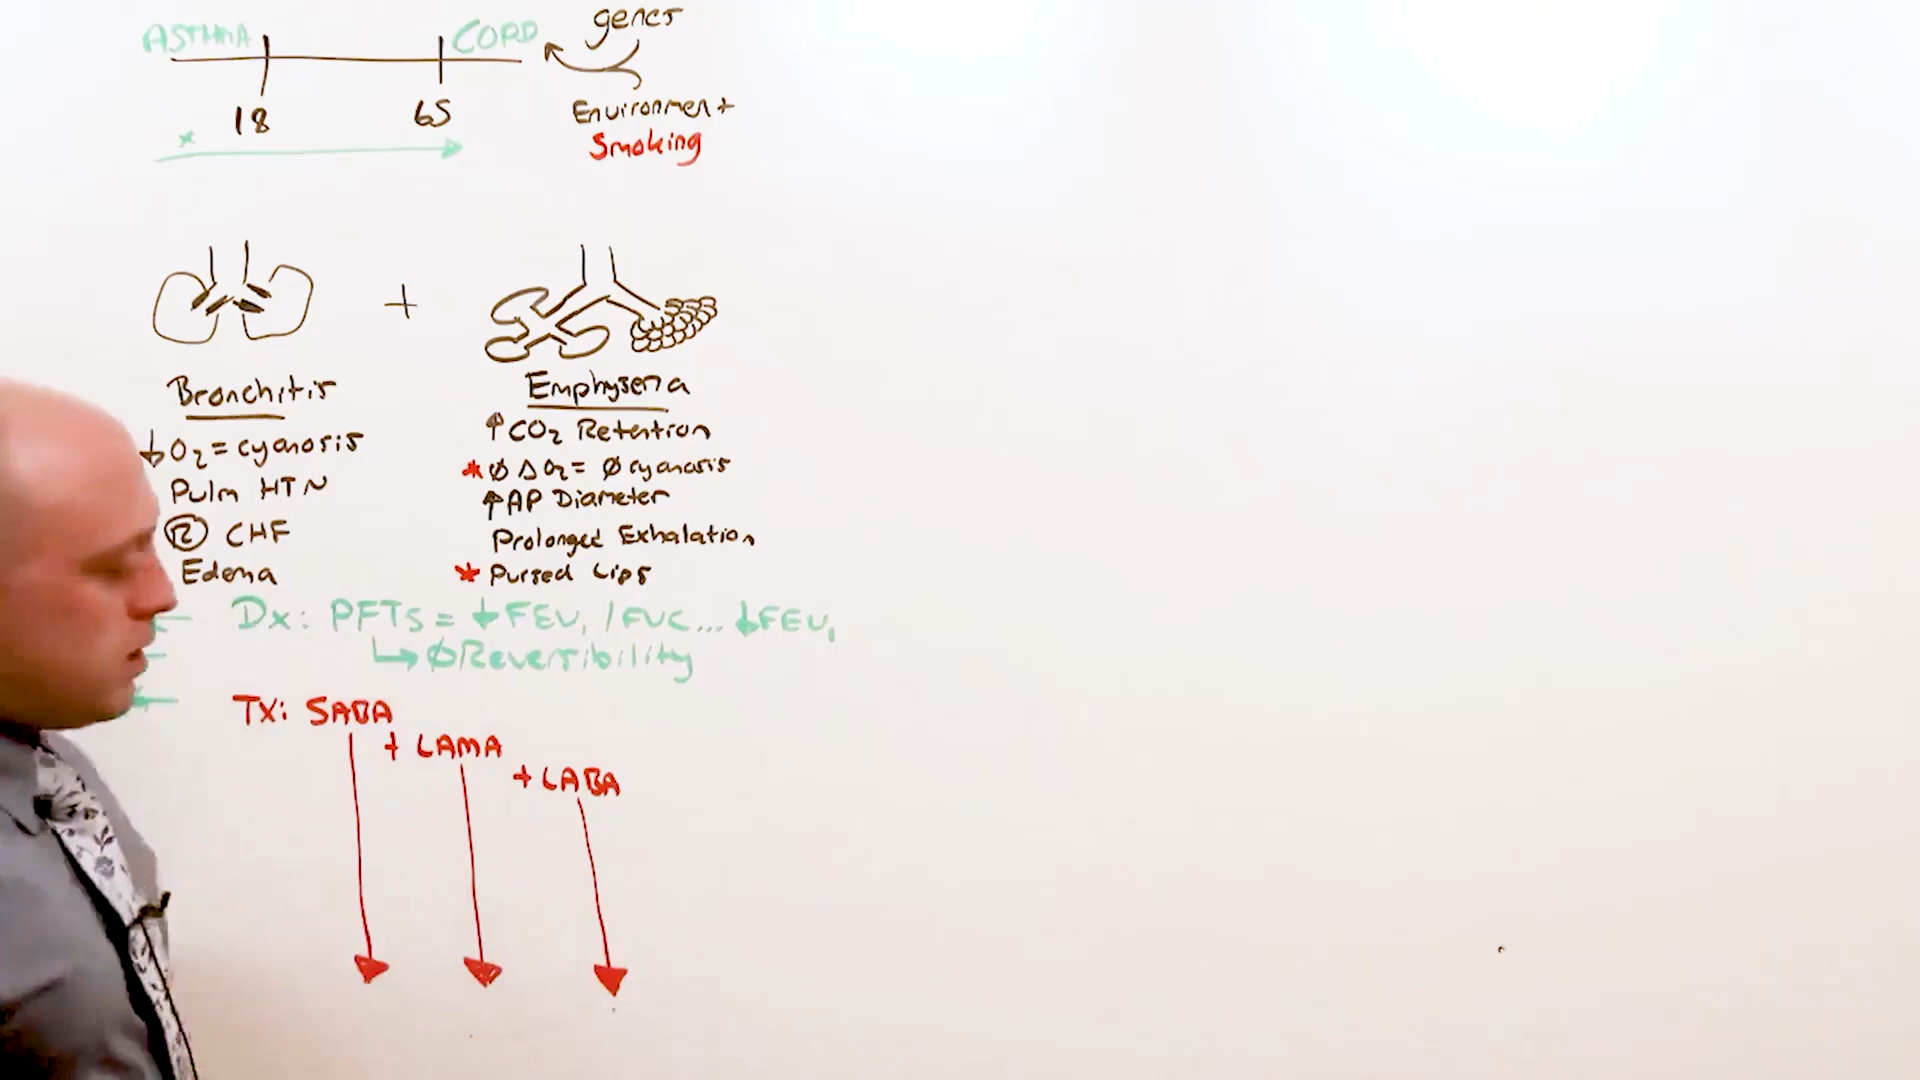 ASTHMA COPD genes
18 65 Environment
* Smoking
+
Bronchitis
↓O₂ = cyanosis
Pulm HTN
Ⓡ CHF
Edema
Emphysema
↑CO₂ Retention
* ∅ Δ O₂ = ∅ cyanosis
↑AP Diameter
Prolonged Exhalation
* Pursed Lips
Dx: PFTs = ↓FEV₁ / FVC... ↓FEV₁
↳ ∅Reversibility
Tx: SABA
+ LAMA
+ LABA